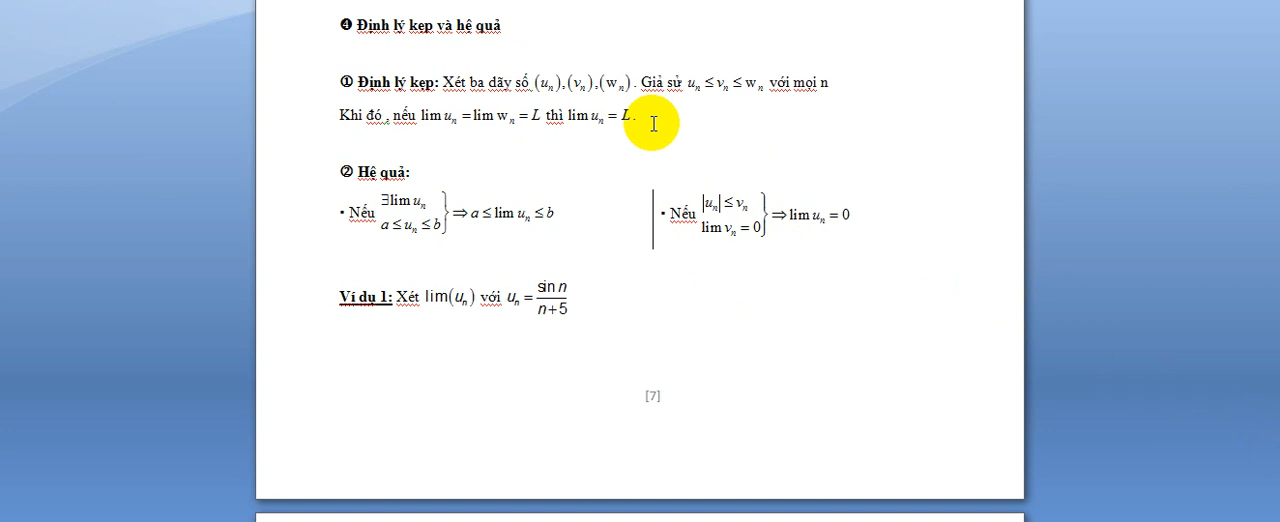 ❹ Định lý kẹp và hệ quả
① Định lý kẹp: Xét ba dãy số (uₙ),(vₙ),(wₙ). Giả sử uₙ ≤ vₙ ≤ wₙ với mọi n
Khi đó , nếu lim uₙ = lim wₙ = L thì lim uₙ = L.
② Hệ quả:
• Nếu ∃lim uₙ
a ≤ uₙ ≤ b} ⇒ a ≤ lim uₙ ≤ b
• Nếu |uₙ| ≤ vₙ
lim vₙ = 0} ⇒ lim uₙ = 0
Ví dụ 1: Xét lim(uₙ) với uₙ = sin n / n+5
[7]